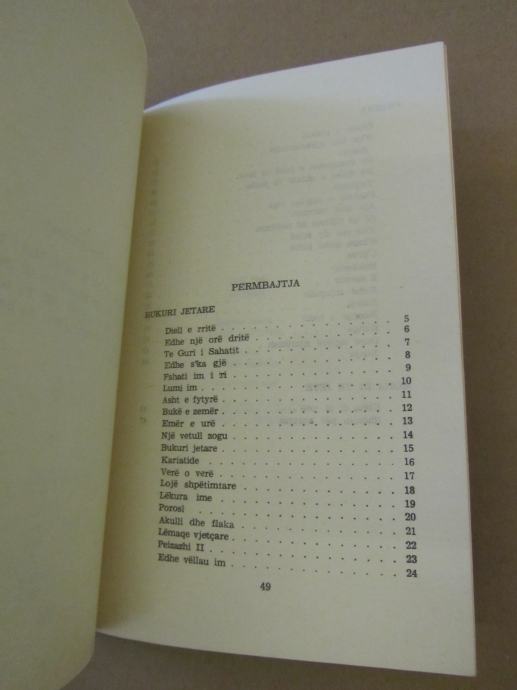 PERMBAJTJA
BUKURI JETARE
Dielli e rritë . . . . . . . . . . . . 5
Edhe një orë dritë . . . . . . . . . . 6
Te Guri i Sahatit . . . . . . . . . . 7
Edhe s'ka gjë . . . . . . . . . . . . 8
Fshati im i ri . . . . . . . . . . . . 9
Lumi im . . . . . . . . . . . . . . 10
Asht e fytyrë . . . . . . . . . . . . 11
Bukë e zemër . . . . . . . . . . . . 12
Emër e urë . . . . . . . . . . . . . 13
Një vetull zogu . . . . . . . . . . . 14
Bukuri jetare . . . . . . . . . . . . 15
Kariatide . . . . . . . . . . . . . . 16
Verë o verë . . . . . . . . . . . . . 17
Lojë shpëtimtare . . . . . . . . . . . 18
Lëkura ime . . . . . . . . . . . . . 19
Porosi . . . . . . . . . . . . . . . 20
Akulli dhe flaka . . . . . . . . . . . 21
Lëmaqe vjetçare . . . . . . . . . . . 22
Peizazhi II . . . . . . . . . . . . . 23
Edhe vëllau im . . . . . . . . . . . 24
49